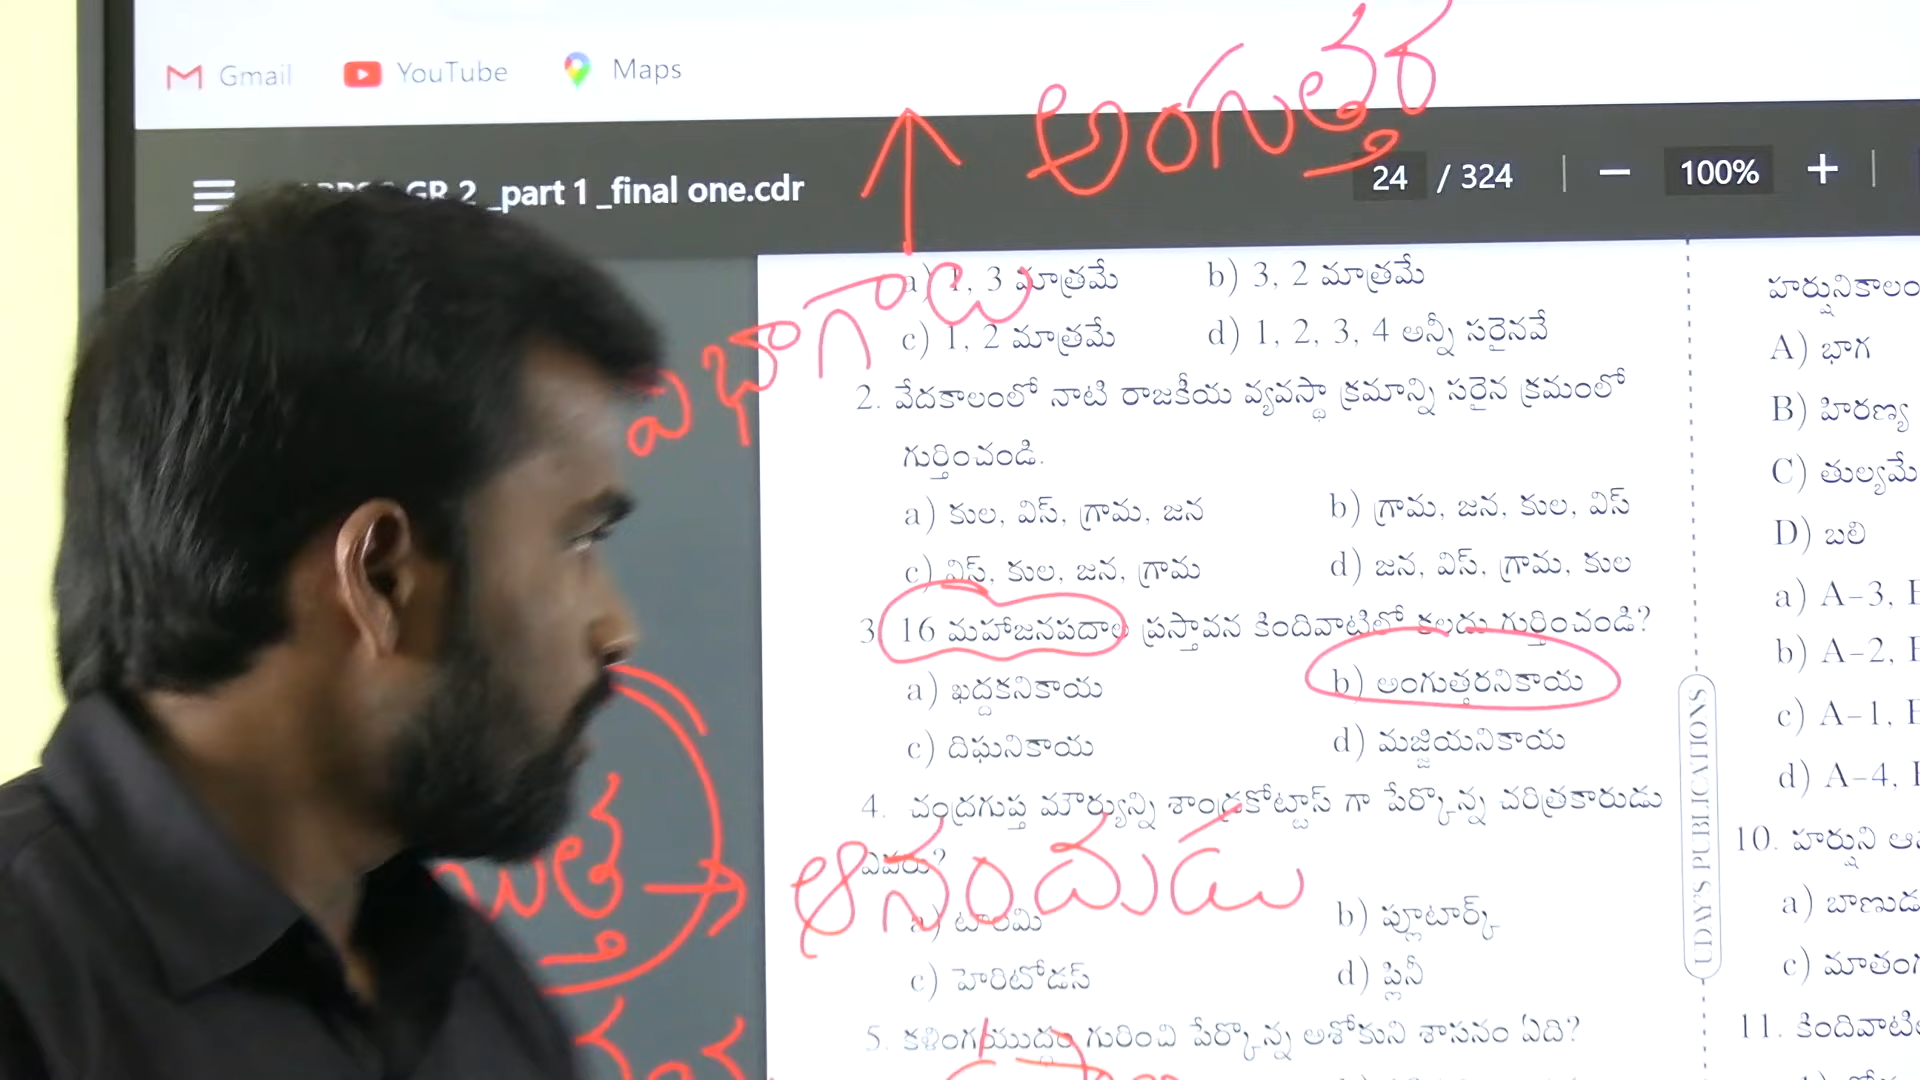 Gmail YouTube Maps
అంగుత్తర
GR 2 _part 1 _final one.cdr 24 / 324 100%
విభాగాలు
a) 1, 3 మాత్రమే b) 3, 2 మాత్రమే
c) 1, 2 మాత్రమే d) 1, 2, 3, 4 అన్నీ సరైనవే
2. వేదకాలంలో నాటి రాజకీయ వ్యవస్థా క్రమాన్ని సరైన క్రమంలో
గుర్తించండి.
a) కుల, విస్, గ్రామ, జన b) గ్రామ, జన, కుల, విస్
c) విస్, కుల, జన, గ్రామ d) జన, విస్, గ్రామ, కుల
3. 16 మహాజనపదాల ప్రస్తావన కిందివాటిలో కలదు గుర్తించండి?
a) ఖద్దకనికాయ b) అంగుత్తరనికాయ
c) దిఘనికాయ d) మజ్జియనికాయ
4. చంద్రగుప్త మౌర్యున్ని శాండ్రకోట్టాస్ గా పేర్కొన్న చరిత్రకారుడు
ఎవరు?
ఆనందుడు
a) టాలమి b) ప్లూటార్క్
c) హెరిటోడస్ d) ప్లినీ
5. కళింగయుద్ధం గురించి పేర్కొన్న అశోకుని శాసనం ఏది?
UDAY'S PUBLICATIONS
హర్షునికాలం
A) భాగ
B) హిరణ్య
C) తుల్యమే
D) బలి
a) A-3,
b) A-2,
c) A-1,
d) A-4,
10. హర్షుని
a) బాణుడ
c) మాతంగ
11. కిందివాటి